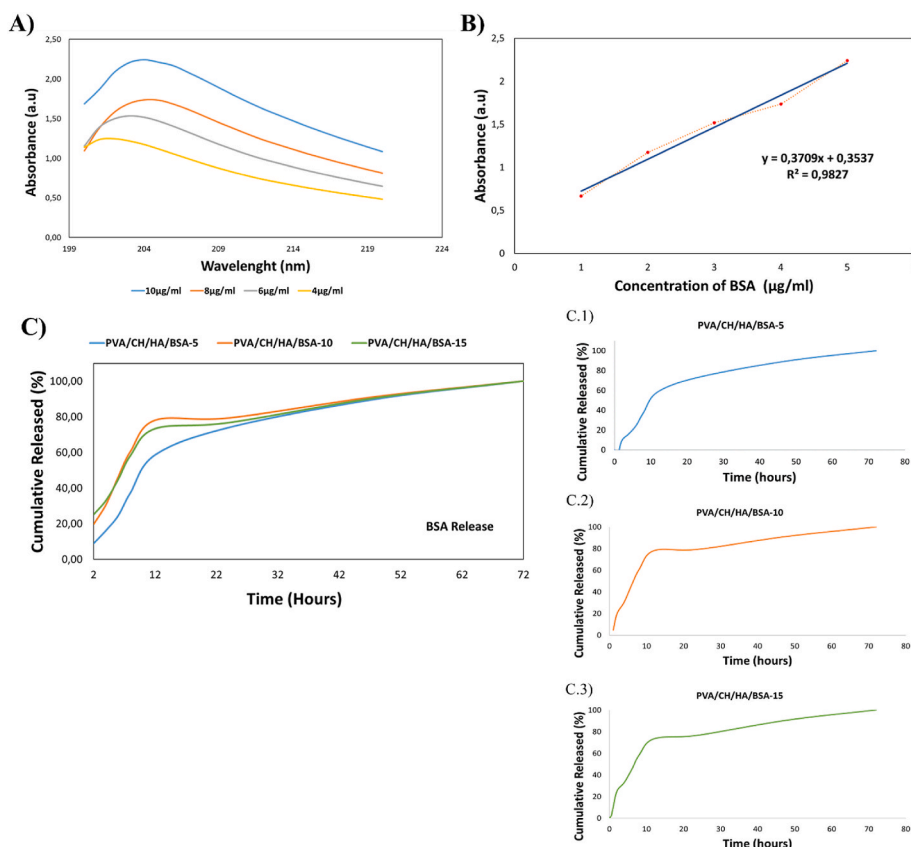 A)
2,50
2,00
1,50
1,00
0,50
0,00
199 204 209 214 219 224
Absorbance (a.u)
Wavelenght (nm)
10µg/ml 8µg/ml 6µg/ml 4µg/ml
B)
2,5
2
1,5
1
0,5
0
0 1 2 3 4 5
Absorbance (a.u)
y = 0,3709x + 0,3537
R² = 0,9827
Concentration of BSA (µg/ml)
C)
PVA/CH/HA/BSA-5 PVA/CH/HA/BSA-10 PVA/CH/HA/BSA-15
100,00
80,00
60,00
40,00
20,00
0,00
2 12 22 32 42 52 62 72
Cumulative Released (%)
BSA Release
Time (Hours)
C.1)
PVA/CH/HA/BSA-5
100
80
60
40
20
0
0 10 20 30 40 50 60 70 80
Cumulative Released (%)
Time (hours)
C.2)
PVA/CH/HA/BSA-10
100
80
60
40
20
0
0 10 20 30 40 50 60 70 80
Cumulative Released (%)
Time (hours)
C.3)
PVA/CH/HA/BSA-15
100
80
60
40
20
0
0 10 20 30 40 50 60 70 80
Cumulative Released (%)
Time (hours)